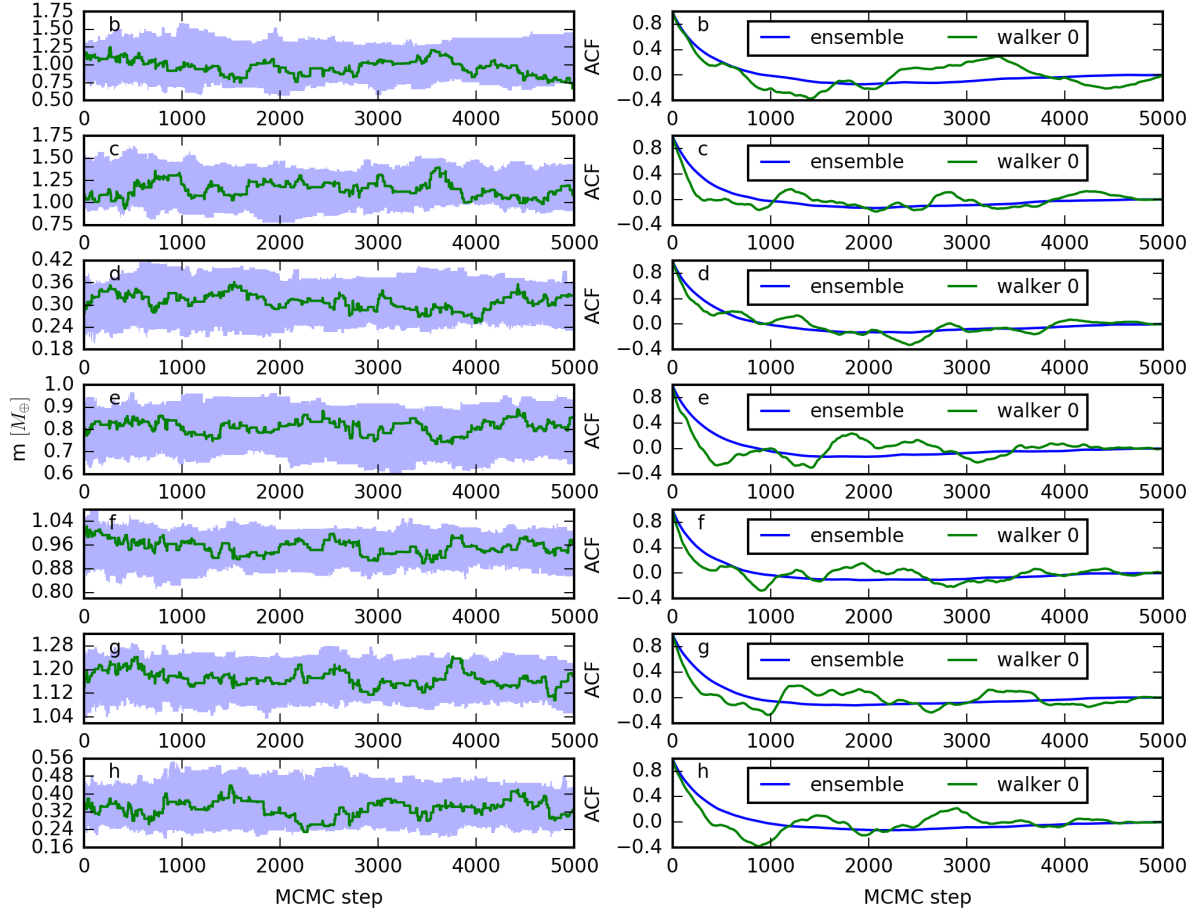 1.75 1.50 1.25 1.00 0.75 0.50 b
0 1000 2000 3000 4000 5000
ACF 0.8 0.4 0.0 −0.4 b ensemble walker 0
0 1000 2000 3000 4000 5000
1.75 1.50 1.25 1.00 0.75 c
0 1000 2000 3000 4000 5000
ACF 0.8 0.4 0.0 −0.4 c ensemble walker 0
0 1000 2000 3000 4000 5000
0.42 0.36 0.30 0.24 0.18 d
0 1000 2000 3000 4000 5000
ACF 0.8 0.4 0.0 −0.4 d ensemble walker 0
0 1000 2000 3000 4000 5000
m [M⊕] 1.0 0.9 0.8 0.7 0.6 e
0 1000 2000 3000 4000 5000
ACF 0.8 0.4 0.0 −0.4 e ensemble walker 0
0 1000 2000 3000 4000 5000
1.04 0.96 0.88 0.80 f
0 1000 2000 3000 4000 5000
ACF 0.8 0.4 0.0 −0.4 f ensemble walker 0
0 1000 2000 3000 4000 5000
1.28 1.20 1.12 1.04 g
0 1000 2000 3000 4000 5000
ACF 0.8 0.4 0.0 −0.4 g ensemble walker 0
0 1000 2000 3000 4000 5000
0.56 0.48 0.40 0.32 0.24 0.16 h
0 1000 2000 3000 4000 5000
MCMC step
ACF 0.8 0.4 0.0 −0.4 h ensemble walker 0
0 1000 2000 3000 4000 5000
MCMC step